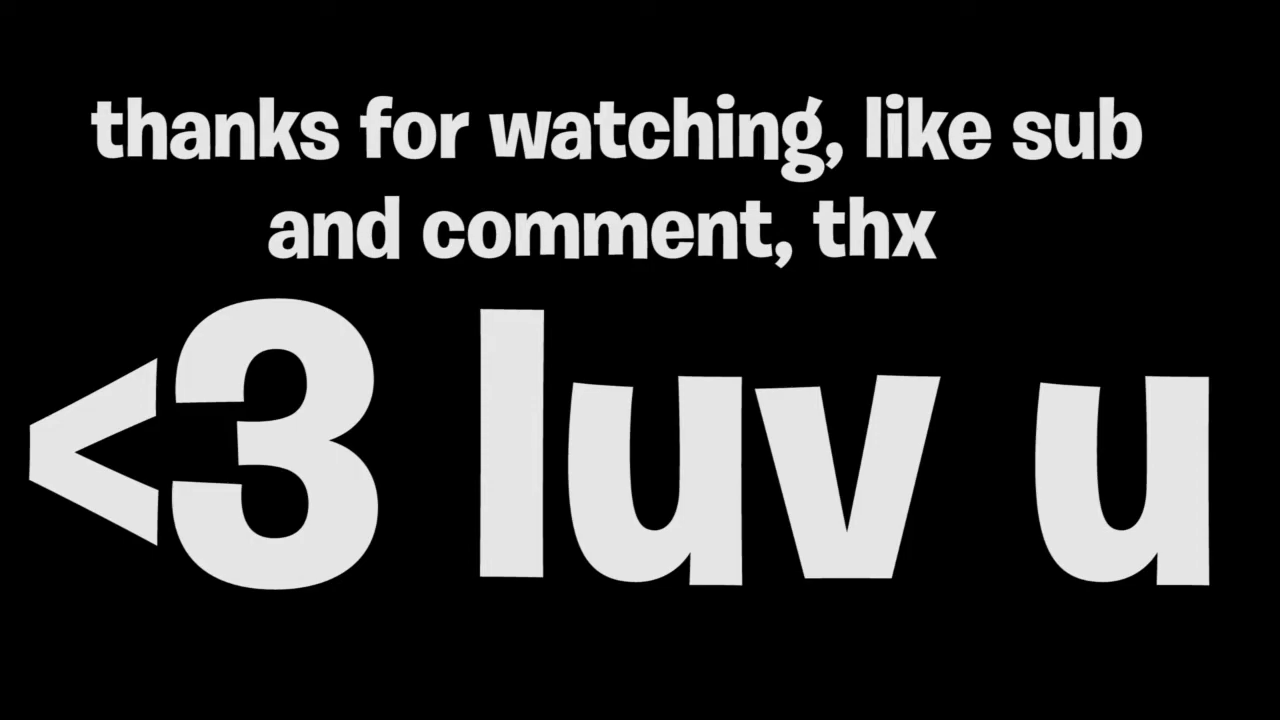 thanks for watching, like sub
and comment, thx
<3 luv u